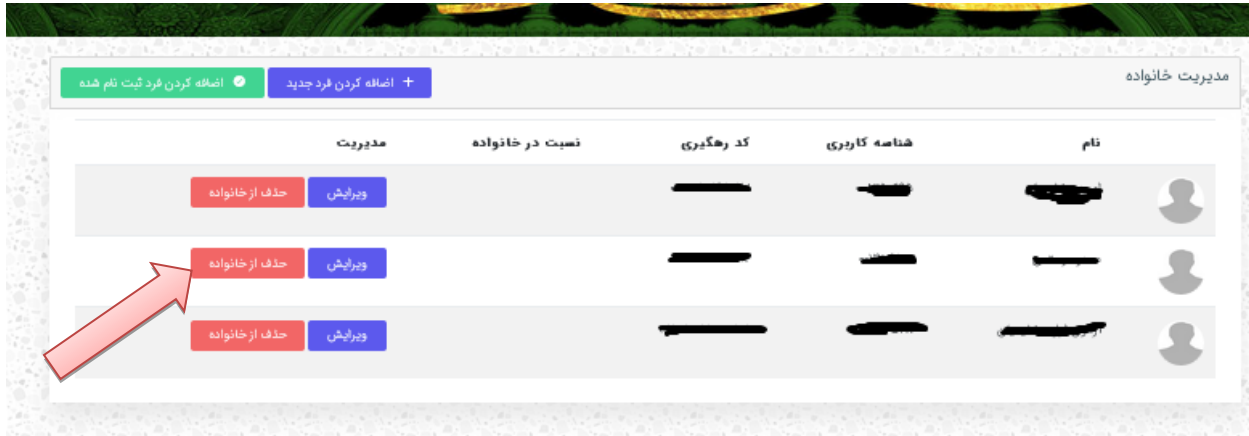 مدیریت خانواده
+ اضافه کردن فرد جدید
اضافه کردن فرد ثبت نام شده
نام شناسه کاربری کد رهگیری نسبت در خانواده مدیریت
ویرایش حذف از خانواده
ویرایش حذف از خانواده
ویرایش حذف از خانواده